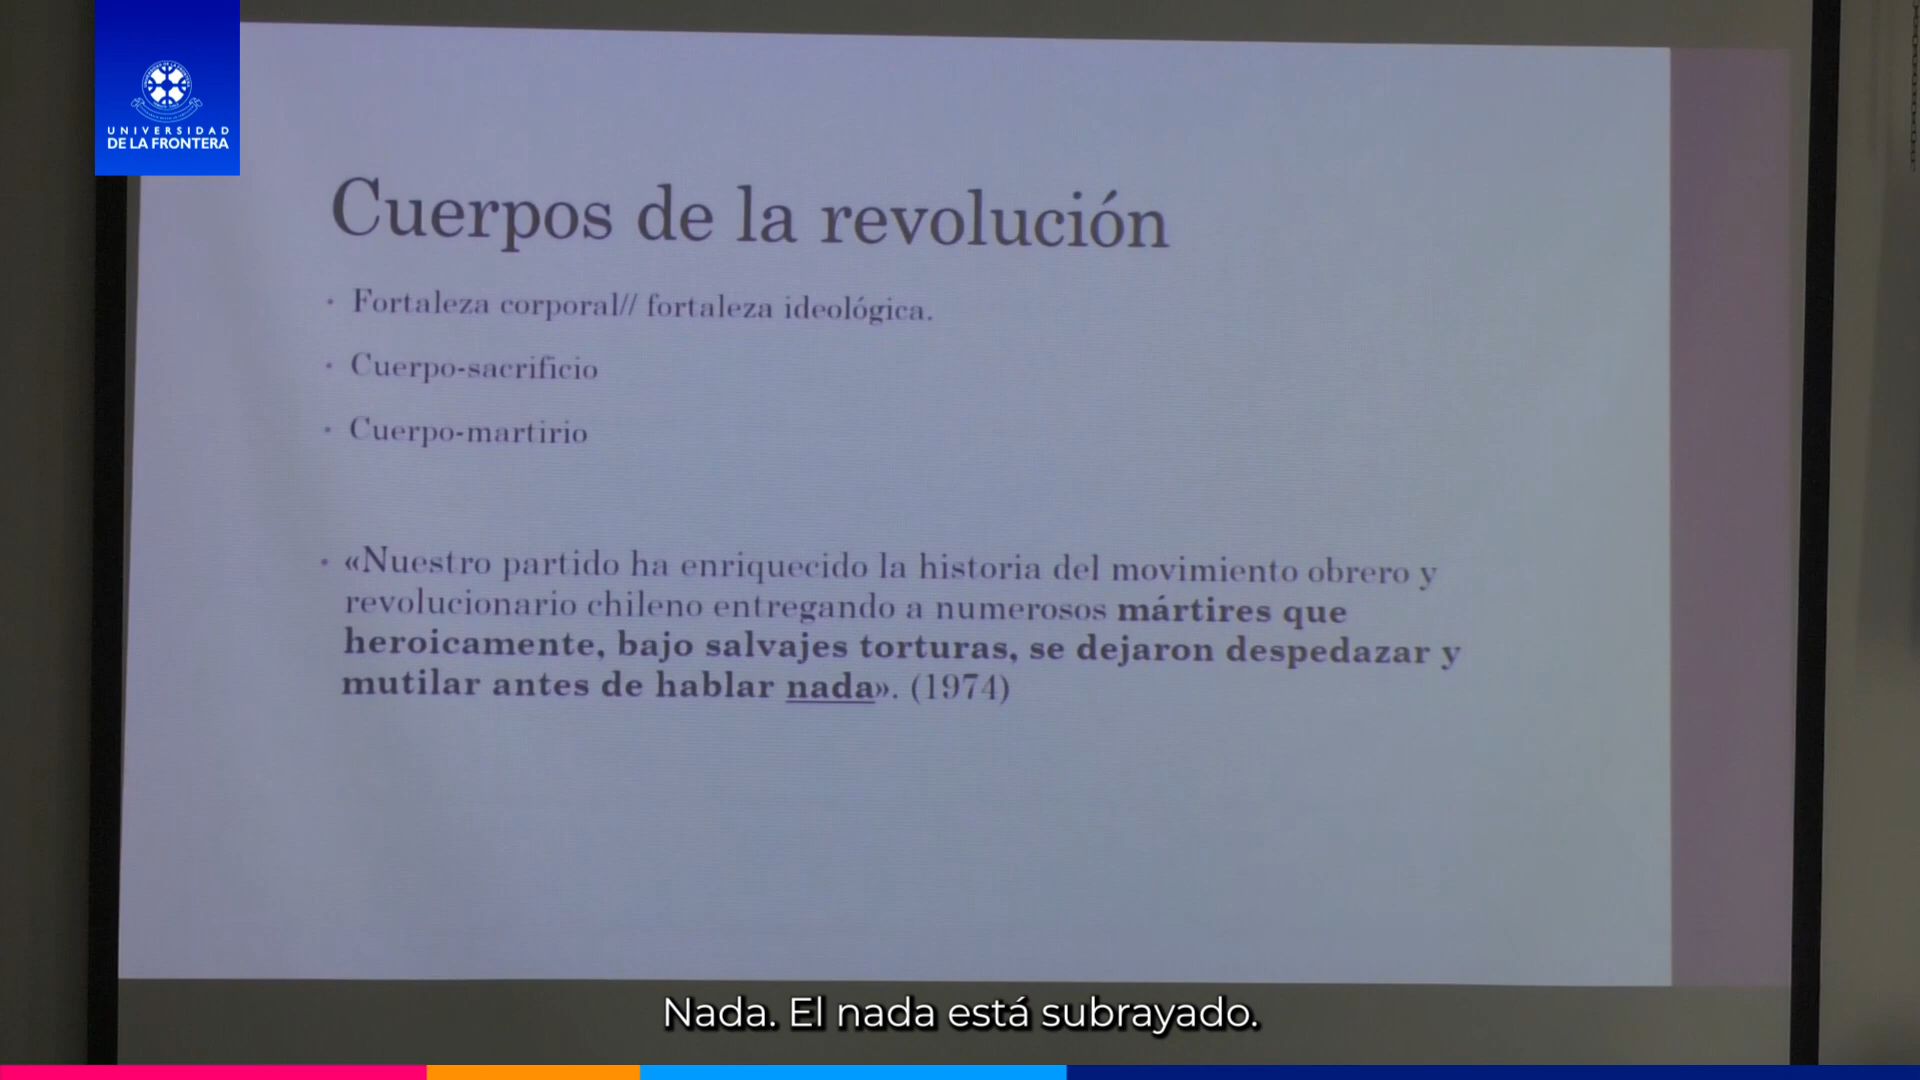 UNIVERSIDAD
DE LA FRONTERA
Cuerpos de la revolución
• Fortaleza corporal// fortaleza ideológica.
• Cuerpo-sacrificio
• Cuerpo-martirio
• «Nuestro partido ha enriquecido la historia del movimiento obrero y
revolucionario chileno entregando a numerosos mártires que
heroicamente, bajo salvajes torturas, se dejaron despedazar y
mutilar antes de hablar nada». (1974)
Nada. El nada está subrayado.